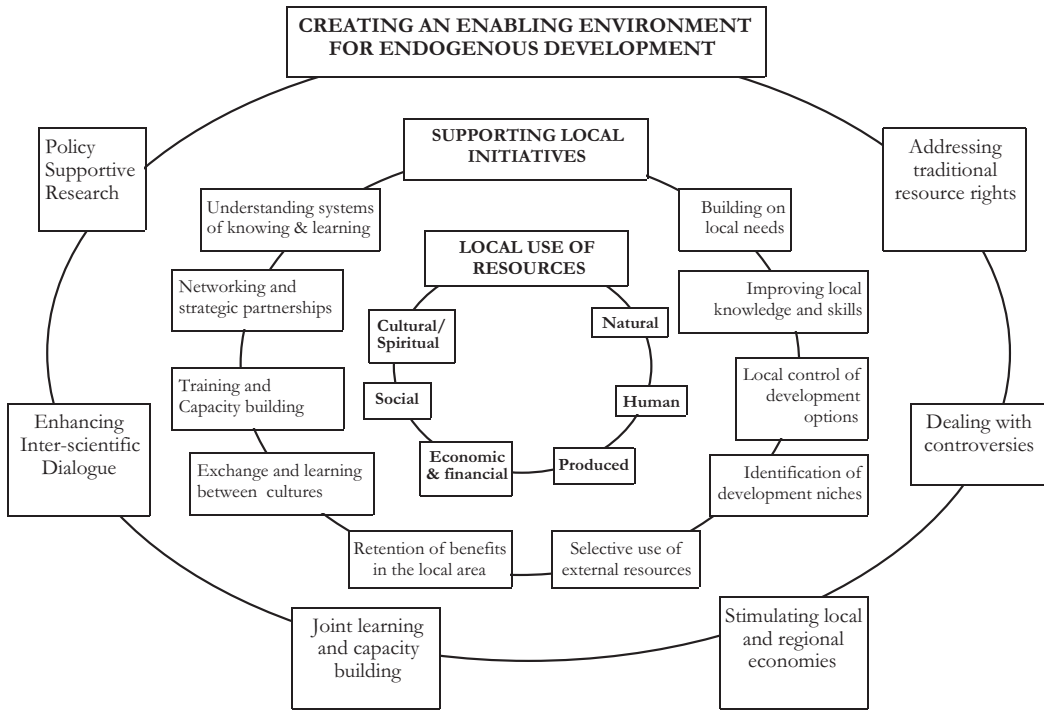 CREATING AN ENABLING ENVIRONMENT
FOR ENDOGENOUS DEVELOPMENT
Policy
Supportive
Research
SUPPORTING LOCAL
INITIATIVES
Addressing
traditional
resource rights
Understanding systems
of knowing & learning
Building on
local needs
LOCAL USE OF
RESOURCES
Networking and
strategic partnerships
Improving local
knowledge and skills
Cultural/
Spiritual
Natural
Training and
Capacity building
Social
Human
Local control of
development
options
Enhancing
Inter-scientific
Dialogue
Dealing with
controversies
Economic
& financial
Produced
Exchange and learning
between cultures
Identification of
development niches
Retention of benefits
in the local area
Selective use of
external resources
Joint learning
and capacity
building
Stimulating local
and regional
economies